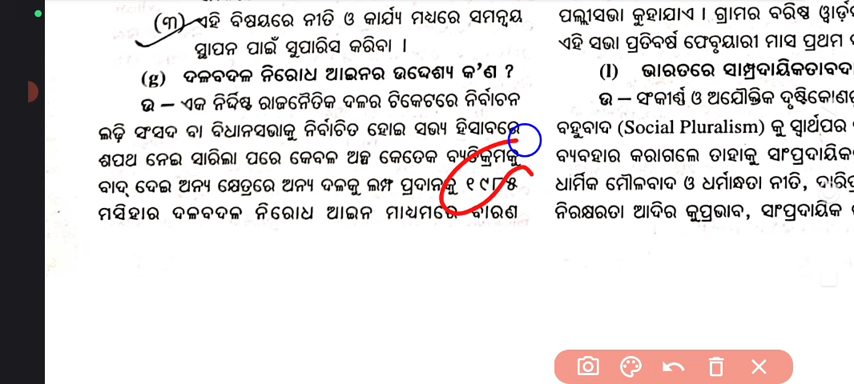 (୩) ଏହି ବିଷୟରେ ନୀତି ଓ କାର୍ଯ୍ୟ ମଧ୍ୟରେ ସମନ୍ୱୟ
ସ୍ଥାପନ ପାଇଁ ସୁପାରିସ କରିବା ।
(g) ଦଳବଦଳ ନିରୋଧ ଆଇନର ଉଦ୍ଦେଶ୍ୟ କ'ଣ ?
ଉ – ଏକ ନିର୍ଦ୍ଦିଷ୍ଟ ରାଜନୈତିକ ଦଳର ଟିକେଟରେ ନିର୍ବାଚନ
ଲଢ଼ି ସଂସଦ ବା ବିଧାନସଭାକୁ ନିର୍ବାଚିତ ହୋଇ ସଭ୍ୟ ହିସାବରେ
ଶପଥ ନେଇ ସାରିଲା ପରେ କେବଳ ଅଳ୍ପ କେତେକ ବ୍ୟତିକ୍ରମକୁ
ବାଦ୍ ଦେଇ ଅନ୍ୟ କ୍ଷେତ୍ରରେ ଅନ୍ୟ ଦଳକୁ ଲମ୍ଫ ପ୍ରଦାନକୁ ୧୯୮୫
ମସିହାର ଦଳବଦଳ ନିରୋଧ ଆଇନ ମାଧ୍ୟମରେ ବାରଣ
ପଲ୍ଲୀସଭା କୁହାଯାଏ । ଗ୍ରାମର ବରିଷ୍ଠ
ଏହି ସଭା ପ୍ରତିବର୍ଷ ଫେବୃୟାରୀ ମାସ ପ୍ରଥମ
(l) ଭାରତରେ ସାମ୍ପ୍ରଦାୟିକତାବାଦ
ଉ – ସଂକୀର୍ଣ୍ଣ ଓ ଅଯୌକ୍ତିକ ଦୃଷ୍ଟିକୋଣରୁ
ବହୁବାଦ (Social Pluralism) କୁ ସ୍ୱାର୍ଥପର
ବ୍ୟବହାର କରାଗଲେ ତାହାକୁ ସାଂପ୍ରଦାୟିକ
ଧାର୍ମିକ ମୌଳବାଦ ଓ ଧର୍ମାନ୍ଧତା ନୀତି,
ନିରକ୍ଷରତା ଆଦିର କୁପ୍ରଭାବ, ସାଂପ୍ରଦାୟିକ